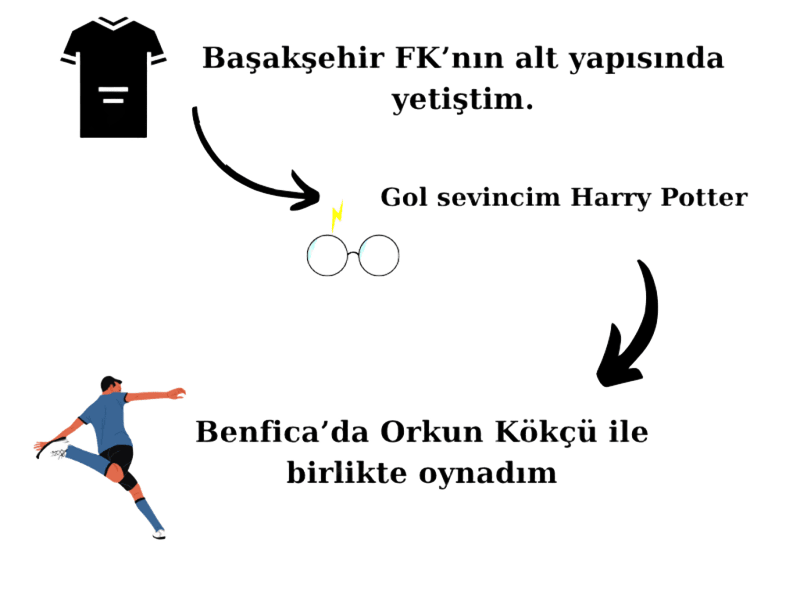 Başakşehir FK’nın alt yapısında
yetiştim.
Gol sevincim Harry Potter
Benfica’da Orkun Kökçü ile
birlikte oynadım